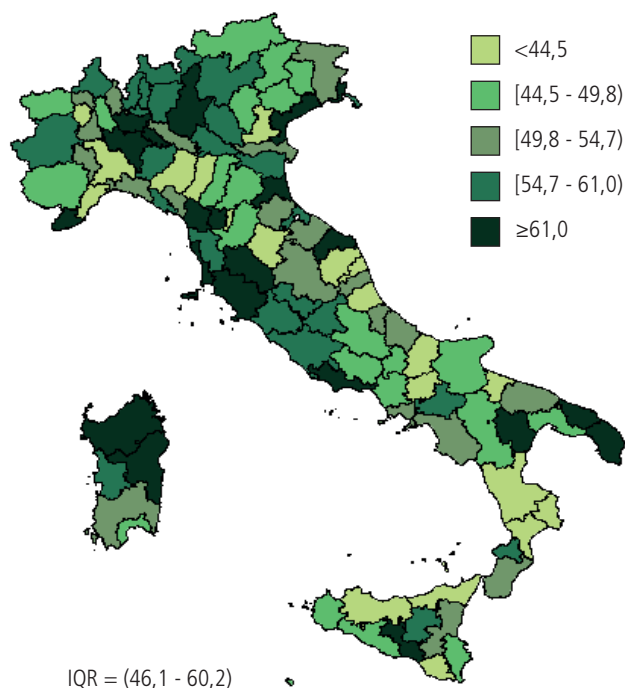 <44,5
[44,5 - 49,8)
[49,8 - 54,7)
[54,7 - 61,0)
≥61,0
IQR = (46,1 - 60,2)